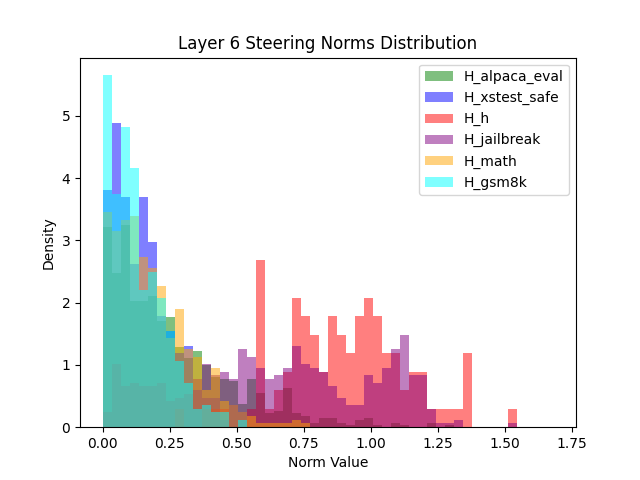 Layer 6 Steering Norms Distribution
H_alpaca_eval
H_xstest_safe
H_h
H_jailbreak
H_math
H_gsm8k
Density
5
4
3
2
1
0
0.00 0.25 0.50 0.75 1.00 1.25 1.50 1.75
Norm Value